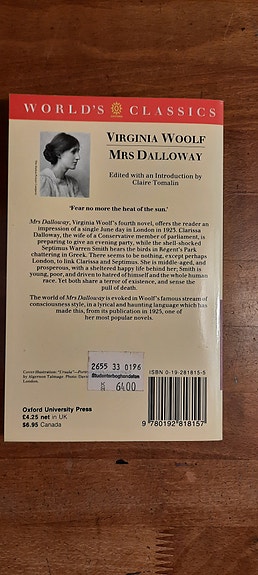 WORLD'S CLASSICS
VIRGINIA WOOLF
MRS DALLOWAY
Edited with an Introduction by
Claire Tomalin
'Fear no more the heat of the sun.'
Mrs Dalloway, Virginia Woolf's fourth novel, offers the reader an
impression of a single June day in London in 1923. Clarissa
Dalloway, the wife of a Conservative member of parliament, is
preparing to give an evening party, while the shell-shocked
Septimus Warren Smith hears the birds in Regent's Park
chattering in Greek. There seems to be nothing, except perhaps
London, to link Clarissa and Septimus. She is middle-aged and
prosperous, with a sheltered happy life behind her; Smith is
young, poor, and driven to hatred of himself and the whole human
race. Yet both share a terror of existence, and sense the
pull of death.
The world of Mrs Dalloway is evoked in Woolf's famous stream of
consciousness style, in a lyrical and haunting language which has
made this, from its publication in 1925, one of
her most popular novels.
2655 33 0196
6400
Cover illustration:
by Algernon Talmage.
London.
Oxford University Press
£4.25 net in UK
$6.95 Canada
ISBN 0-19-281815-5
9 780192 818157